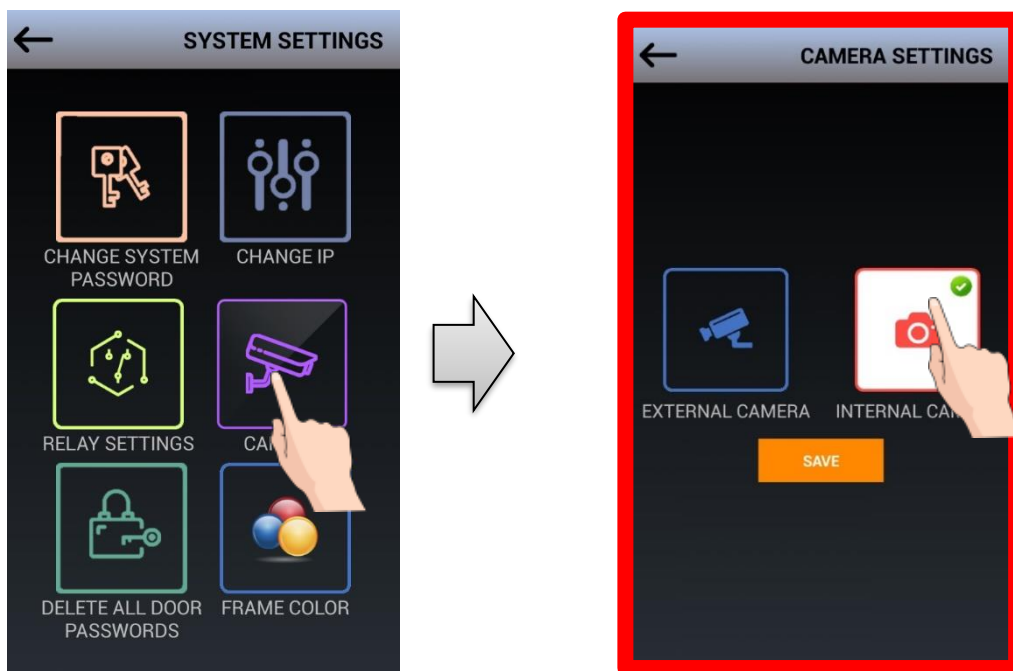 SYSTEM SETTINGS
CHANGE SYSTEM
PASSWORD
CHANGE IP
RELAY SETTINGS
DELETE ALL DOOR
PASSWORDS
FRAME COLOR
CAMERA SETTINGS
EXTERNAL CAMERA
INTERNAL
SAVE